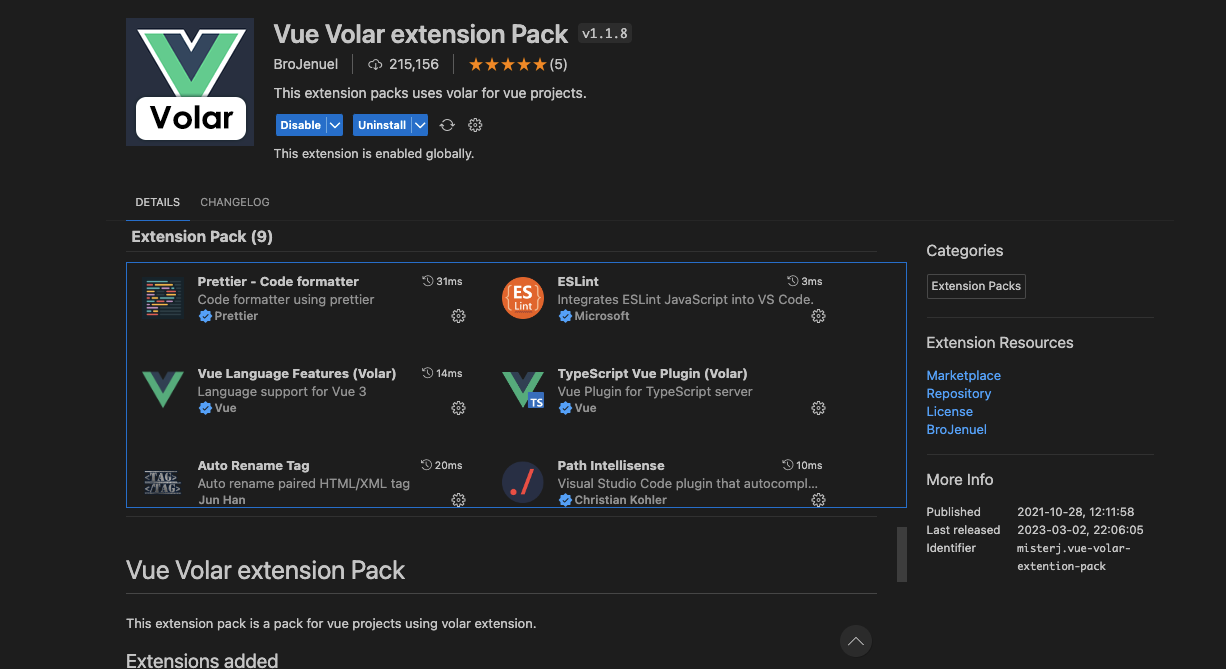 Volar
Vue Volar extension Pack v1.1.8
BroJenuel 215,156 (5)
This extension packs uses volar for vue projects.
Disable Uninstall
This extension is enabled globally.
DETAILS CHANGELOG
Extension Pack (9)
Prettier - Code formatter 31ms
Code formatter using prettier
Prettier
ES
Lint
ESLint 3ms
Integrates ESLint JavaScript into VS Code.
Microsoft
Vue Language Features (Volar) 14ms
Language support for Vue 3
Vue
TS
TypeScript Vue Plugin (Volar)
Vue Plugin for TypeScript server
Vue
<TAG>
</TAG>
Auto Rename Tag 20ms
Auto rename paired HTML/XML tag
Jun Han
./
Path Intellisense 10ms
Visual Studio Code plugin that autocompl...
Christian Kohler
Vue Volar extension Pack
This extension pack is a pack for vue projects using volar extension.
Extensions added
Categories
Extension Packs
Extension Resources
Marketplace
Repository
License
BroJenuel
More Info
Published 2021-10-28, 12:11:58
Last released 2023-03-02, 22:06:05
Identifier misterj.vue-volar-
extention-pack